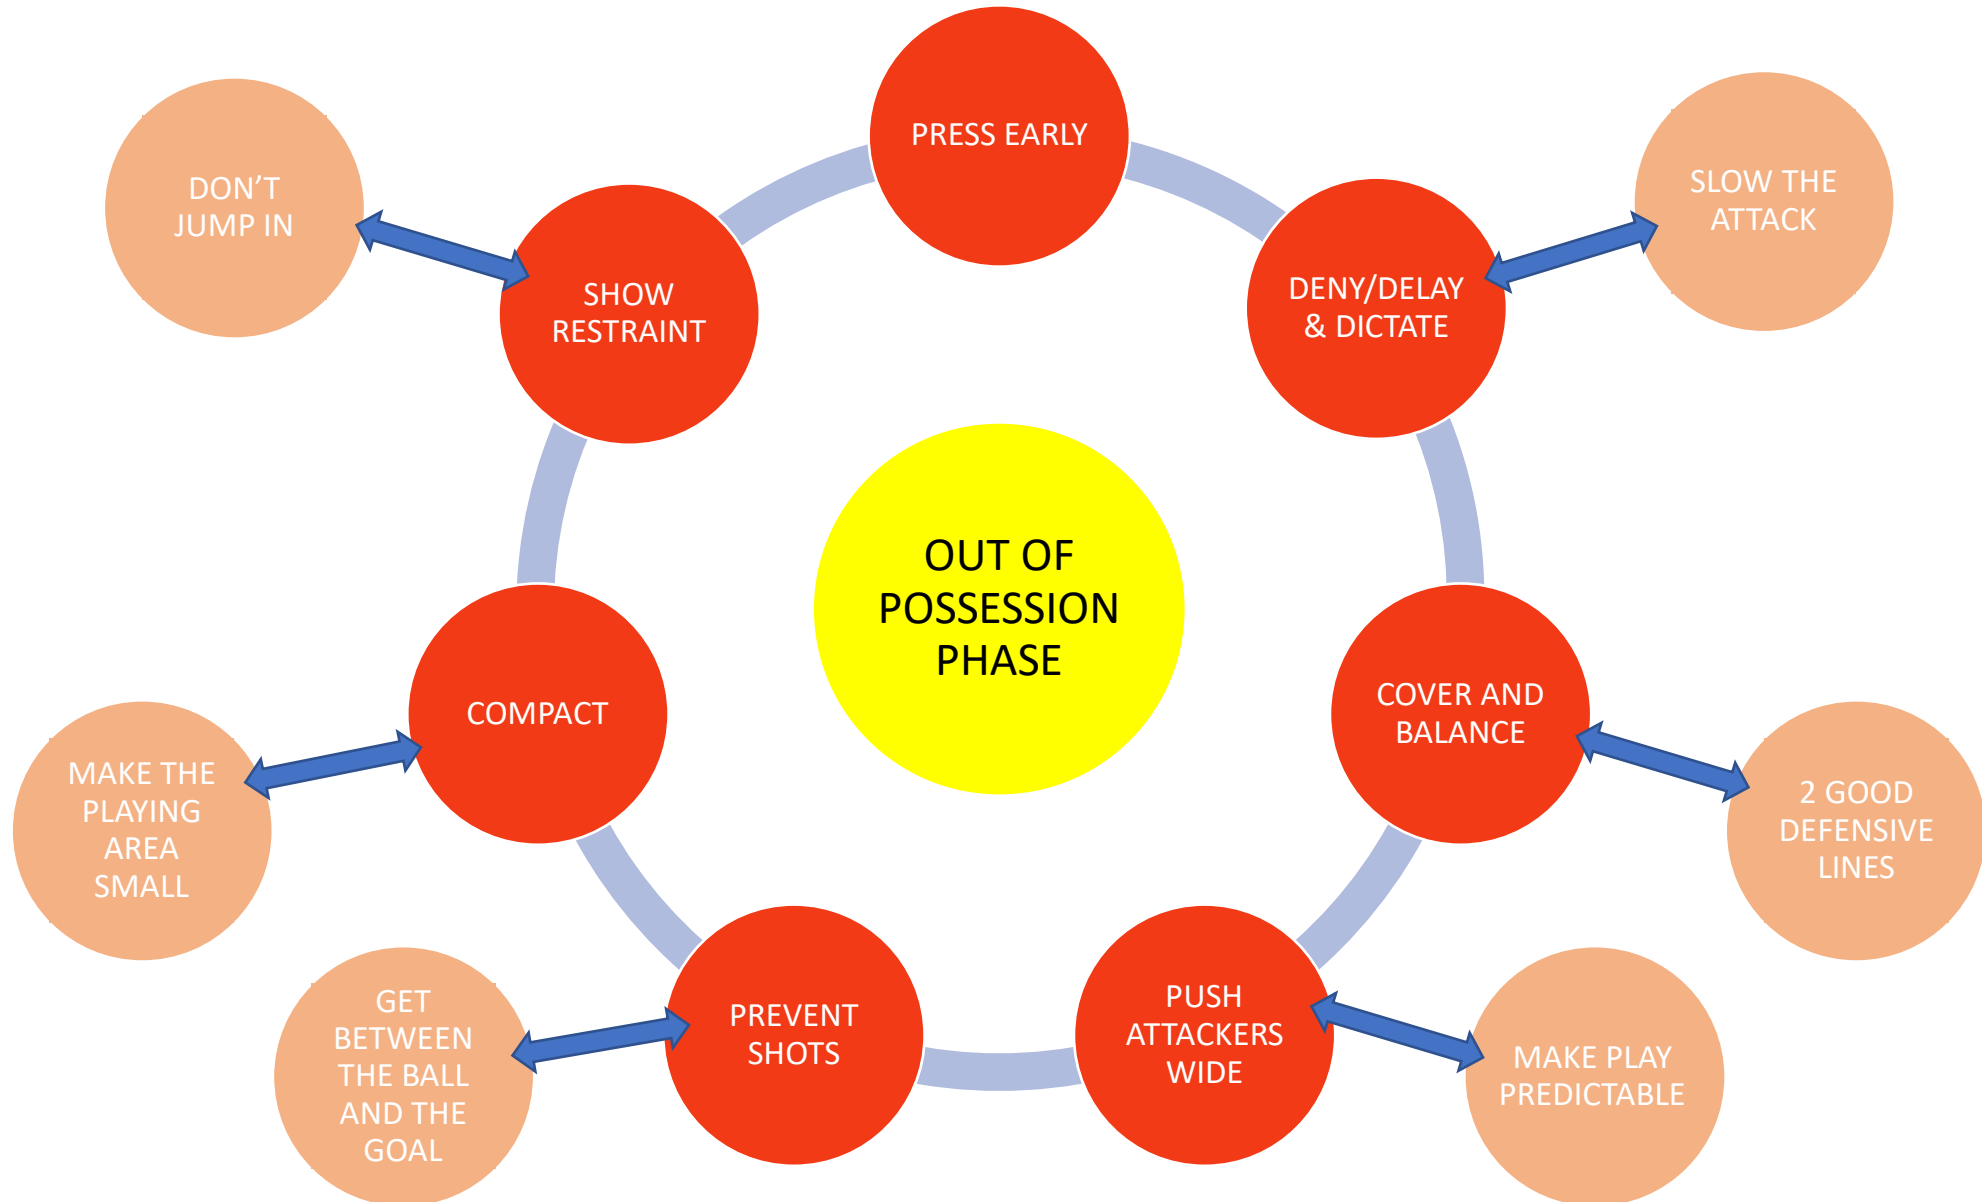 PRESS EARLY
DON’T
JUMP IN
SLOW THE
ATTACK
SHOW
RESTRAINT
DENY/DELAY
& DICTATE
OUT OF
POSSESSION
PHASE
COMPACT
COVER AND
BALANCE
MAKE THE
PLAYING
AREA
SMALL
2 GOOD
DEFENSIVE
LINES
GET
BETWEEN
THE BALL
AND THE
GOAL
PREVENT
SHOTS
PUSH
ATTACKERS
WIDE
MAKE PLAY
PREDICTABLE